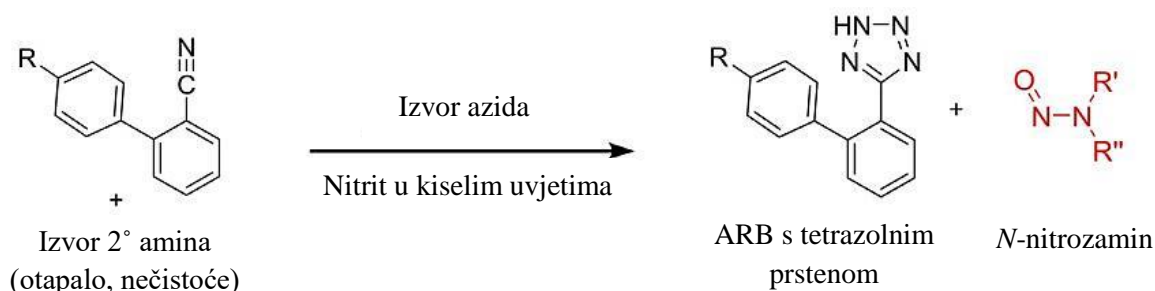 R
N
C
+
Izvor 2˚ amina
(otapalo, nečistoće)
Izvor azida
Nitrit u kiselim uvjetima
HN
N
N
N
R
ARB s tetrazolnim
prstenom
+
O
N
N
R'
R"
N-nitrozamin